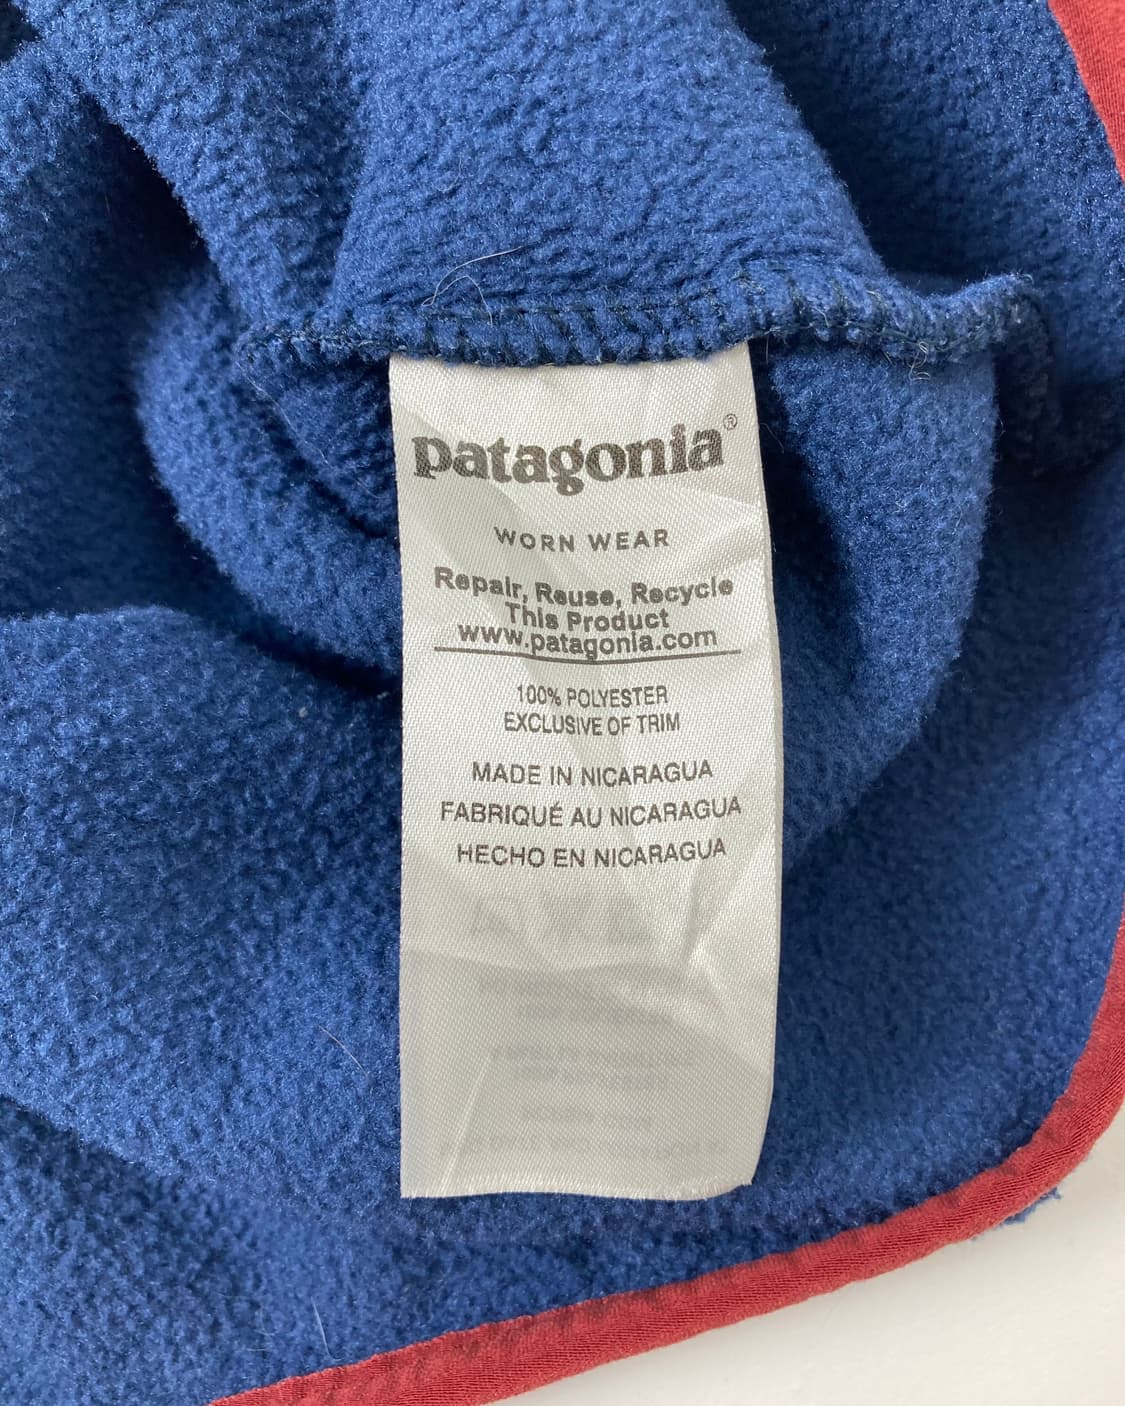 patagonia®
WORN WEAR
Repair, Reuse, Recycle
This Product
www.patagonia.com
100% POLYESTER
EXCLUSIVE OF TRIM
MADE IN NICARAGUA
FABRIQUÉ AU NICARAGUA
HECHO EN NICARAGUA